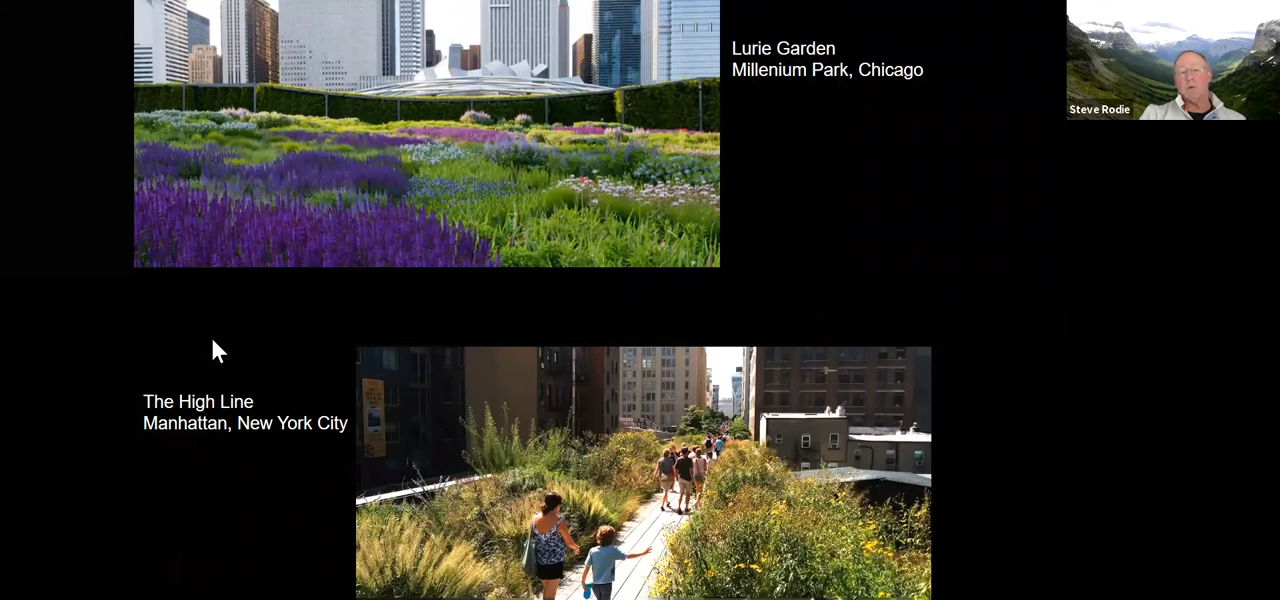 Lurie Garden
Millenium Park, Chicago
Steve Rodie
The High Line
Manhattan, New York City